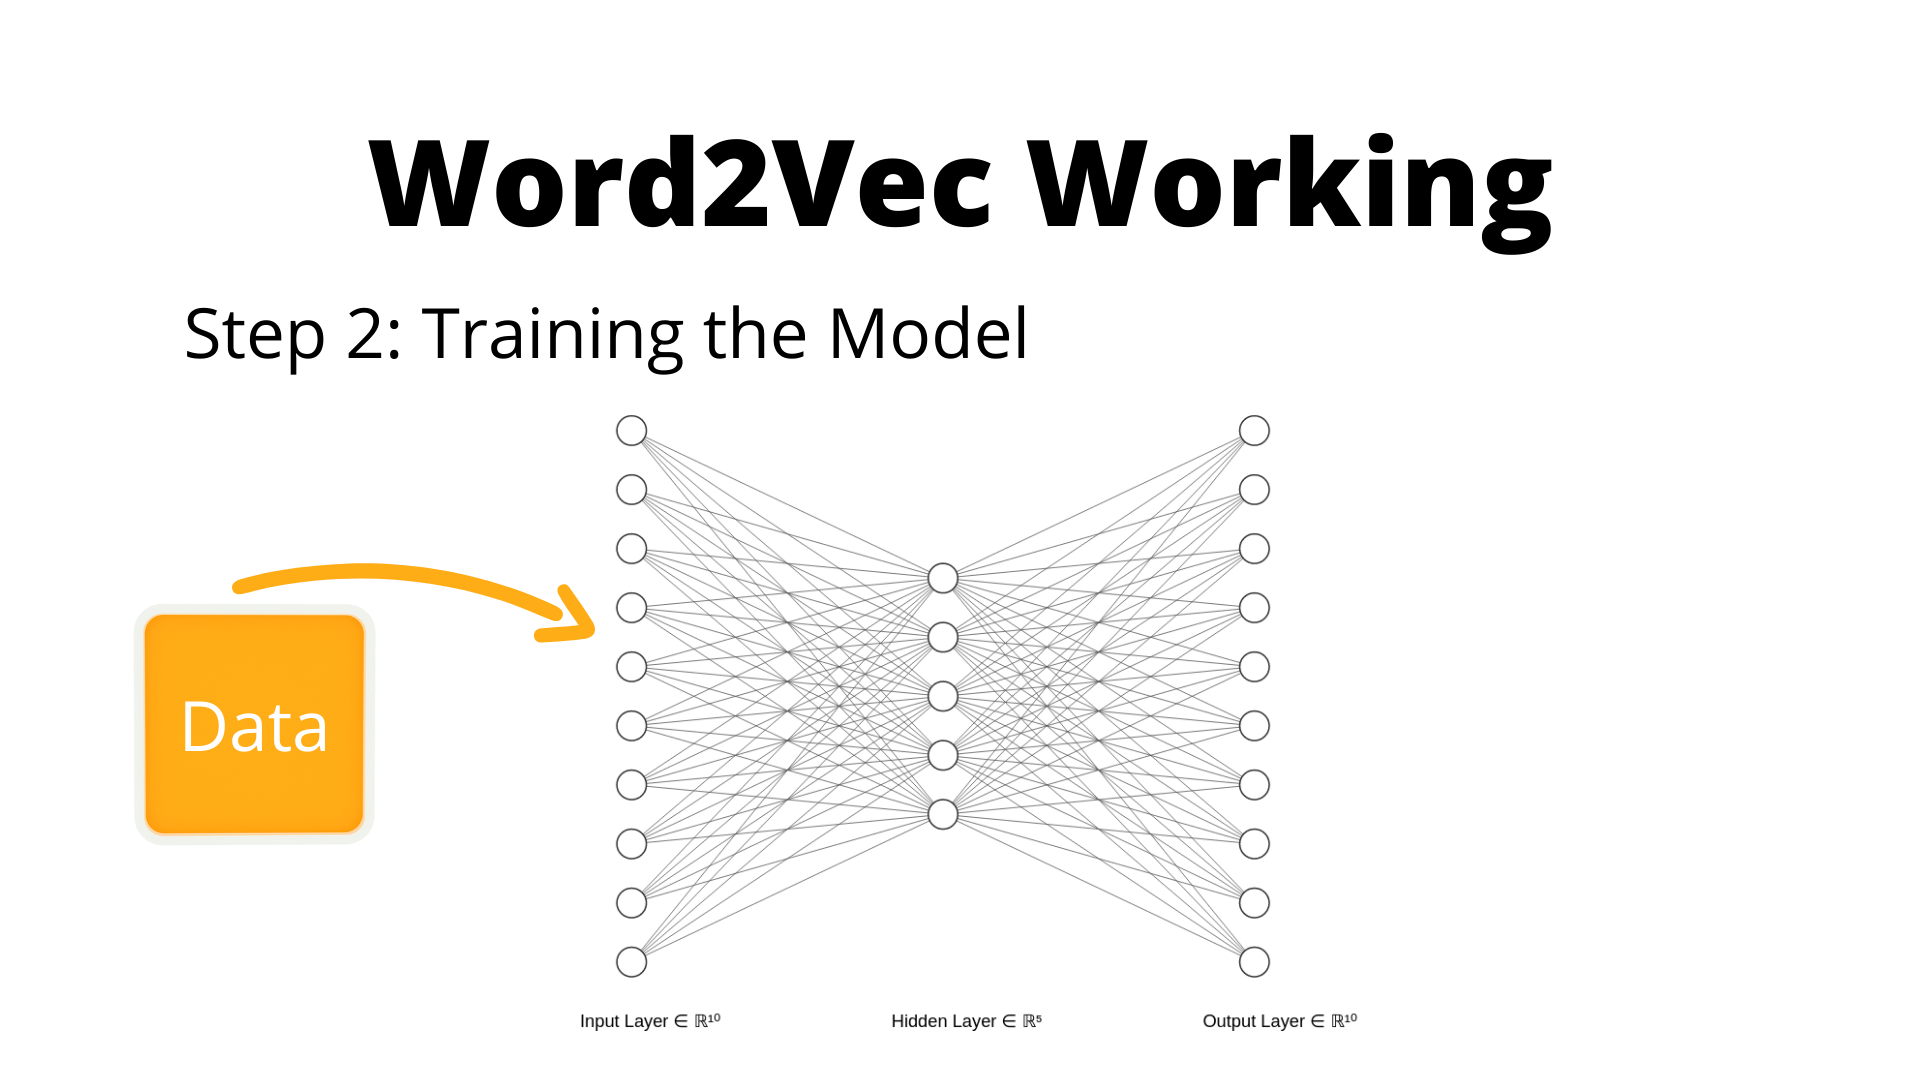 Word2Vec Working
Step 2: Training the Model
Data
Input Layer ∈ ℝ¹⁰
Hidden Layer ∈ ℝ⁵
Output Layer ∈ ℝ¹⁰